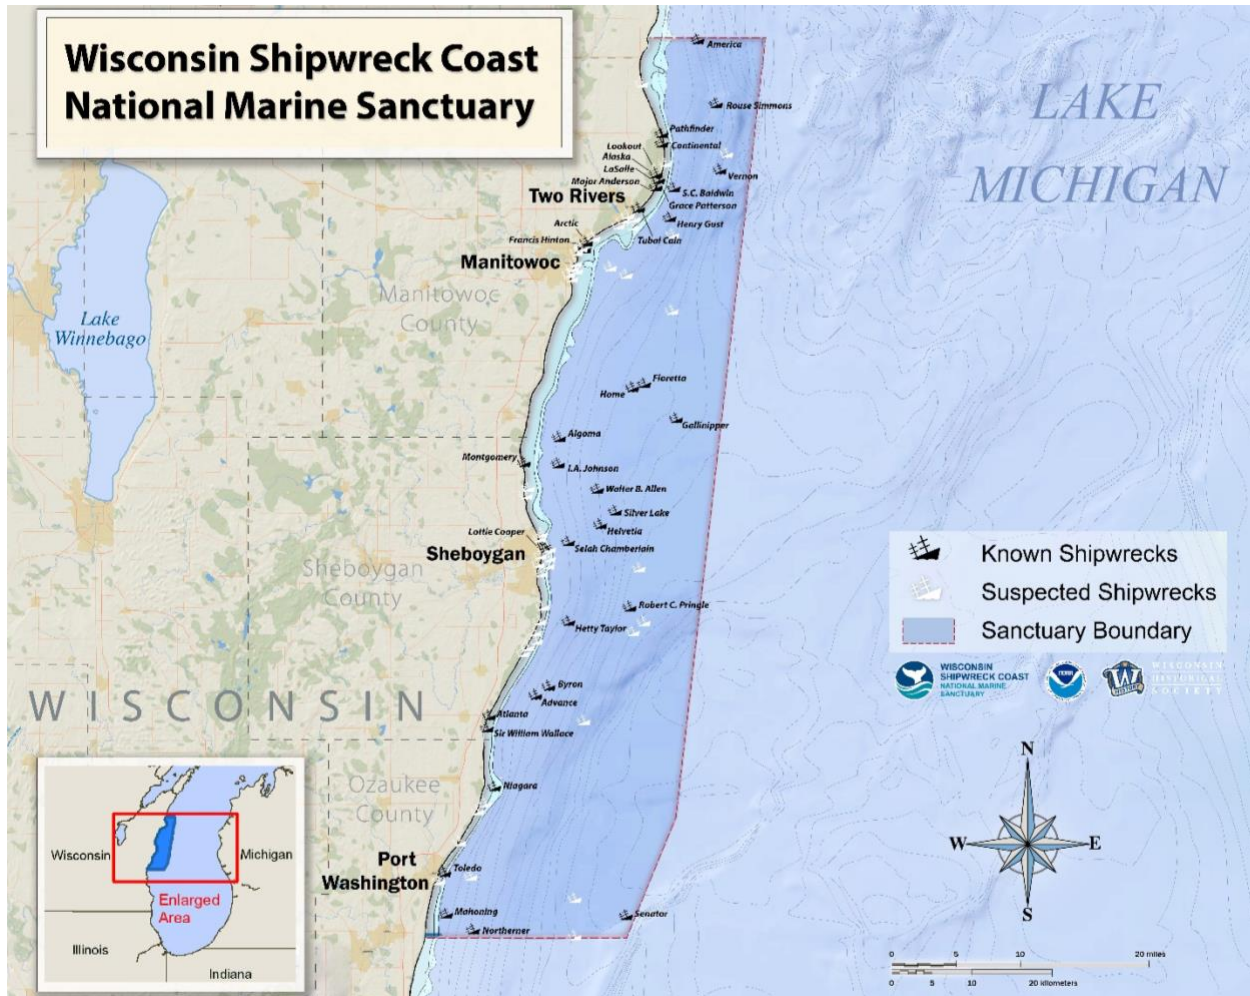 Wisconsin Shipwreck Coast
National Marine Sanctuary
LAKE
MICHIGAN
America
Rouse Simmons
Pathfinder
Continental
Lookout
Alaska
LaSalle
Major Anderson
Vernon
Two Rivers
S.C. Baldwin
Grace Patterson
Henry Gust
Arctic
Francis Hinton
Tubal Cain
Manitowoc
Manitowoc
County
Lake
Winnebago
Fioretta
Home
Gallinipper
Algoma
Montgomery
I.A. Johnson
Walter B. Allen
Silver Lake
Helvetia
Lottie Cooper
Selah Chamberlain
Sheboygan
Sheboygan
County
Robert C. Pringle
Hetty Taylor
Byron
Advance
Atlanta
Sir William Wallace
WISCONSIN
Niagara
Ozaukee
County
Port
Washington
Toledo
Mahoning
Northerner
Senator
Known Shipwrecks
Suspected Shipwrecks
Sanctuary Boundary
WISCONSIN
SHIPWRECK COAST
NATIONAL MARINE
SANCTUARY
NOAA
W
HISTORY
WISCONSIN
HISTORICAL
SOCIETY
N
W
E
S
0 5 10 20 miles
0 5 10 20 kilometers
Wisconsin
Michigan
Enlarged
Area
Illinois
Indiana